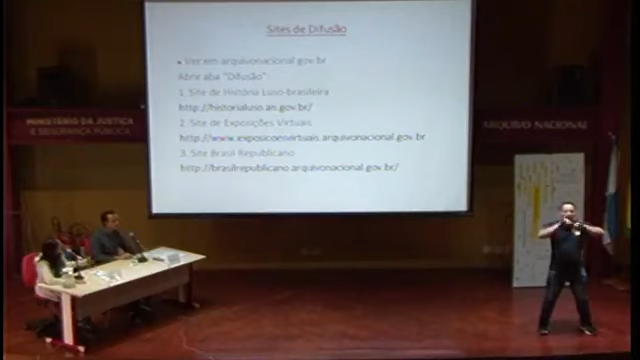 Sites de Difusão
• Ver em arquivonacional.gov.br
Abrir aba "Difusão":
1. Site de História Luso-brasileira
http://historialuso.an.gov.br/
2. Site de Exposições Virtuais
http://www.exposicoesvirtuais.arquivonacional.gov.br
3. Site Brasil Republicano
http://brasilrepublicano.arquivonacional.gov.br/
MINISTÉRIO DA JUSTIÇA
E SEGURANÇA PÚBLICA
ARQUIVO NACIONAL